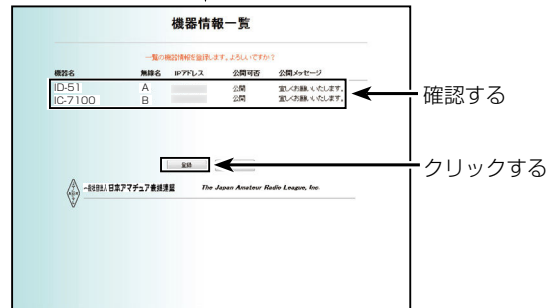 機器情報一覧
一覧の機器情報を登録します。よろしいですか?
機器名 無線名 IPアドレス 公開可否 公開メッセージ
ID-51 A 公開 宜しくお願いいたします。
IC-7100 B 公開 宜しくお願いいたします。
確認する
登録
クリックする
一般社団法人 日本アマチュア無線連盟 The Japan Amateur Radio League, Inc.